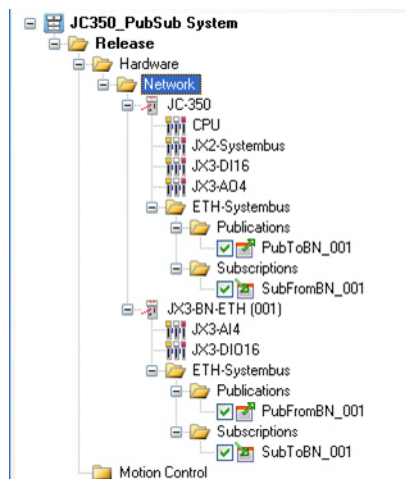 JC350_PubSub System
Release
Hardware
Network
JC-350
CPU
JX2-Systembus
JX3-DI16
JX3-AO4
ETH-Systembus
Publications
PubToBN_001
Subscriptions
SubFromBN_001
JX3-BN-ETH (001)
JX3-AI4
JX3-DIO16
ETH-Systembus
Publications
PubFromBN_001
Subscriptions
SubToBN_001
Motion Control